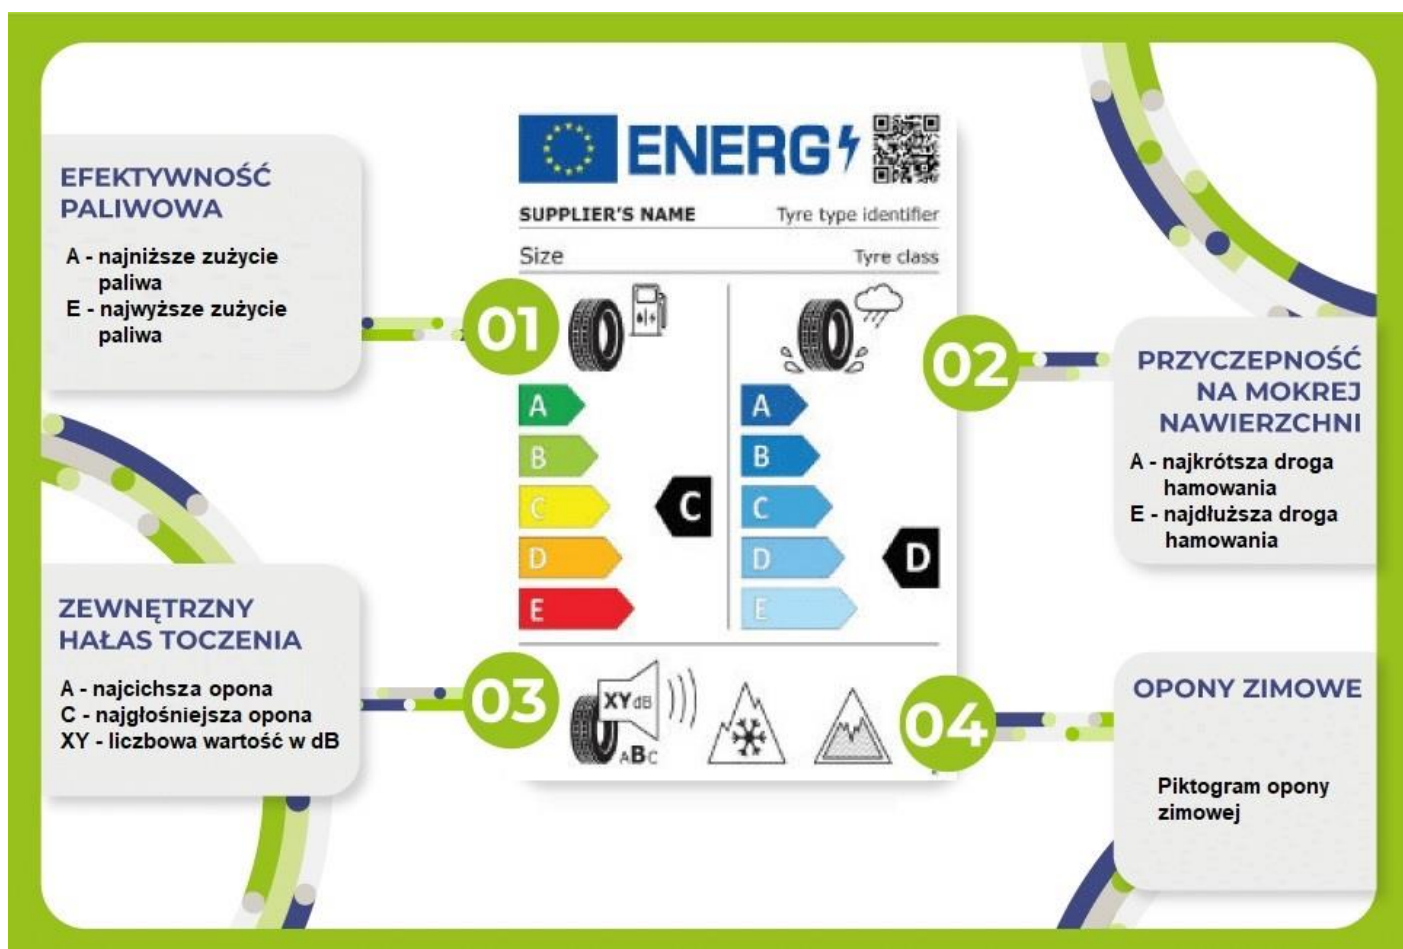 ENERG
SUPPLIER'S NAME
Tyre type identifier
Size
Tyre class
EFEKTYWNOŚĆ
PALIWOWA
A - najniższe zużycie
paliwa
E - najwyższe zużycie
paliwa
01
A
B
C
D
E
C
02
PRZYCZEPNOŚĆ
NA MOKREJ
NAWIERZCHNI
A - najkrótsza droga
hamowania
E - najdłuższa droga
hamowania
A
B
C
D
E
D
ZEWNĘTRZNY
HAŁAS TOCZENIA
A - najcichsza opona
C - najgłośniejsza opona
XY - liczbowa wartość w dB
03
XYdB
ABC
04
OPONY ZIMOWE
Piktogram opony
zimowej